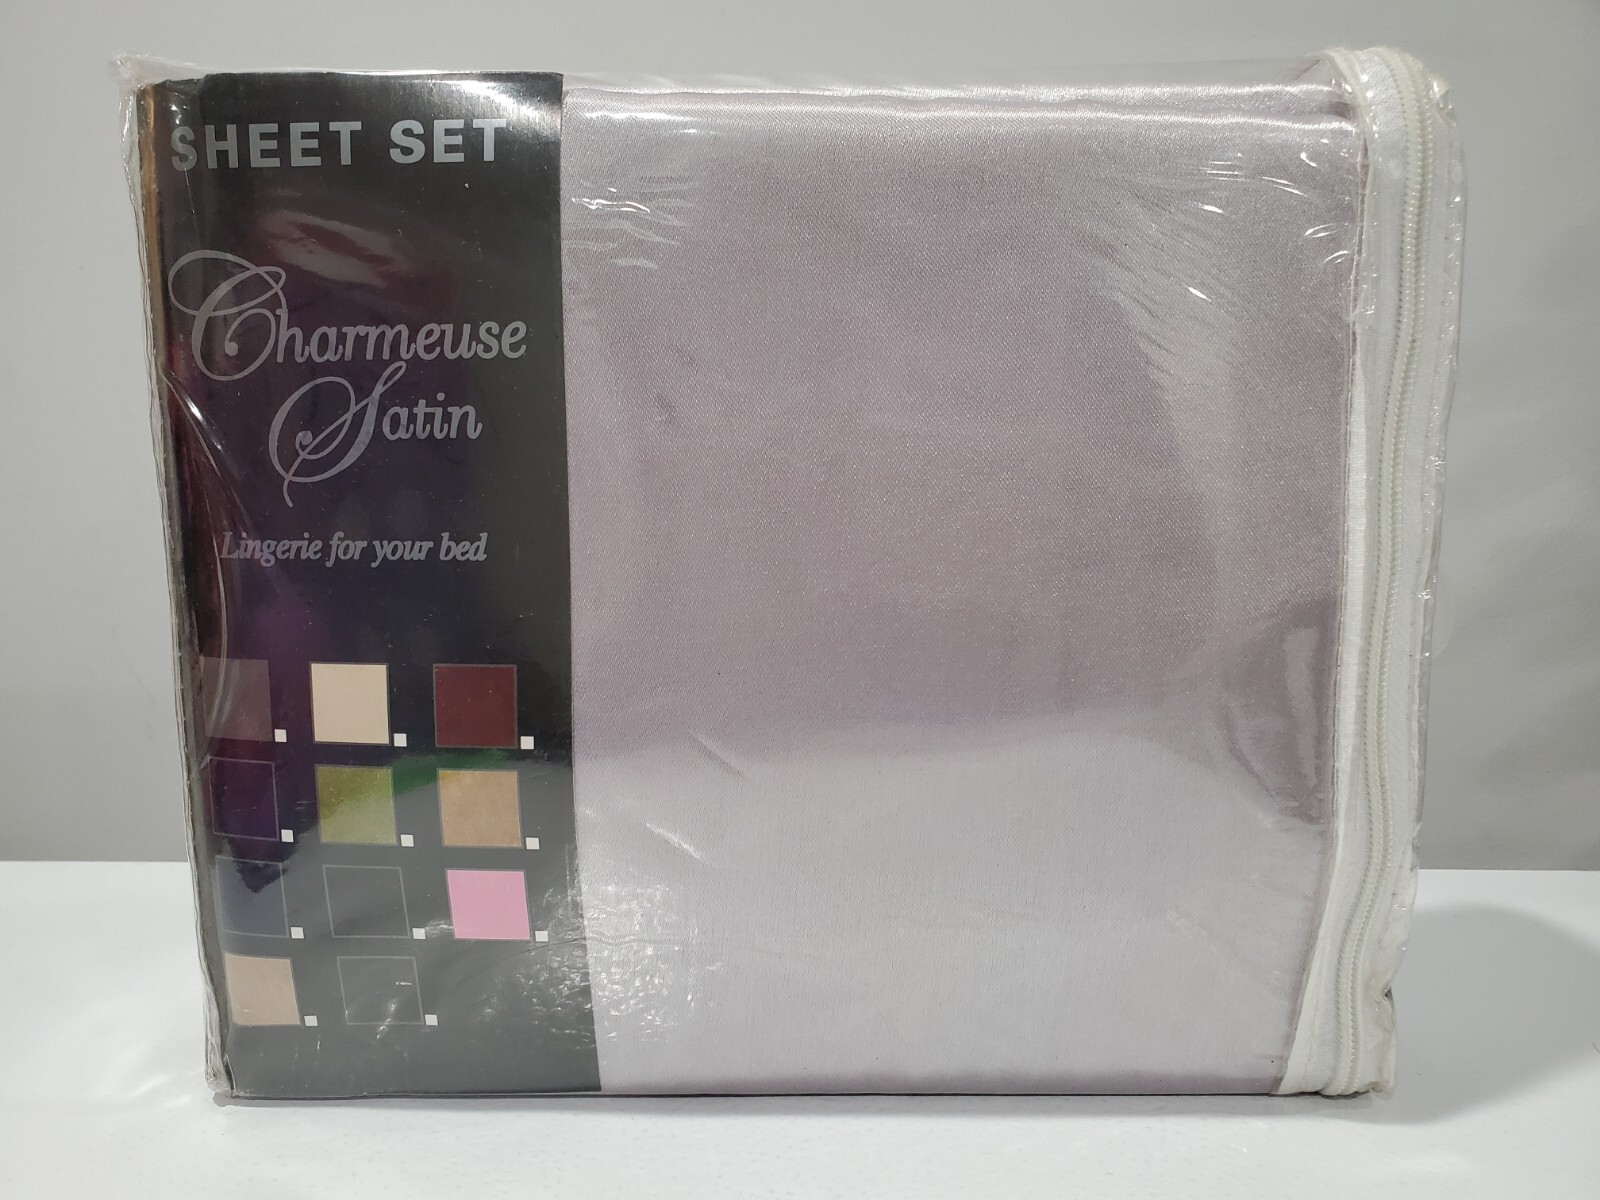 SHEET SET
Charmeuse
Satin
Lingerie for your bed